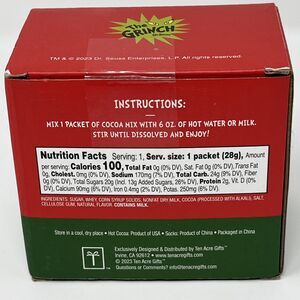 The
GRINCH
TM & © 2023 Dr. Seuss Enterprises, L.P. All rights reserved.
INSTRUCTIONS:
MIX 1 PACKET OF COCOA MIX WITH 6 OZ. OF HOT WATER OR MILK.
STIR UNTIL DISSOLVED AND ENJOY!
Nutrition Facts Serving: 1, Serv. size: 1 packet (28g), Amount
per serving: Calories 100, Total Fat 0g (0% DV), Sat. Fat 0g (0% DV), Trans Fat
0g, Cholest. 0mg (0% DV), Sodium 170mg (7% DV), Total Carb. 24g (9% DV), Fiber
0g (0% DV), Total Sugars 20g (Incl. 13g Added Sugars, 26% DV), Protein 2g, Vit. D (0%
DV), Calcium 90mg (6% DV), Iron 0.4mg (2% DV), Potas. 250mg (6% DV)
INGREDIENTS: SUGAR, WHEY, CORN SYRUP SOLIDS, NONFAT DRY MILK, COCOA (PROCESSED WITH ALKALI), SALT,
CELLULOSE GUM, NATURAL FLAVOR. CONTAINS MILK.
Store in a cool, dry place • Hot Cocoa: Product of USA • Socks: Product of China • Packaged in China
Exclusively Designed & Distributed by Ten Acre Gifts™
Irvine, CA 92612 • www.tenacregifts.com
© 2023 Ten Acre Gifts™
Questions or Comments? info@tenacregifts.com